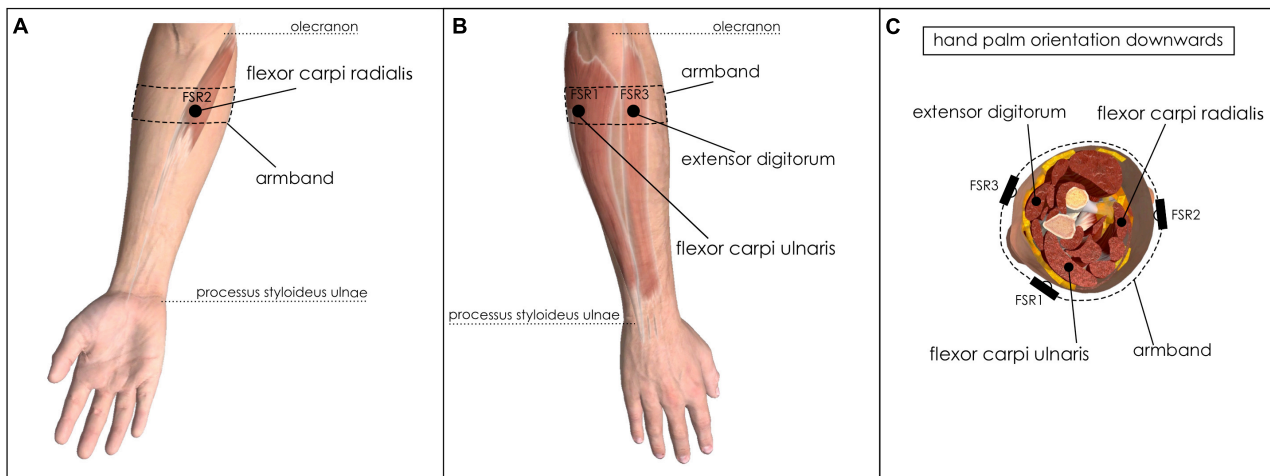 A
olecranon
flexor carpi radialis
FSR2
armband
processus styloideus ulnae
B
olecranon
armband
FSR1
FSR3
extensor digitorum
flexor carpi ulnaris
processus styloideus ulnae
C
hand palm orientation downwards
extensor digitorum
flexor carpi radialis
FSR3
FSR2
FSR1
flexor carpi ulnaris
armband